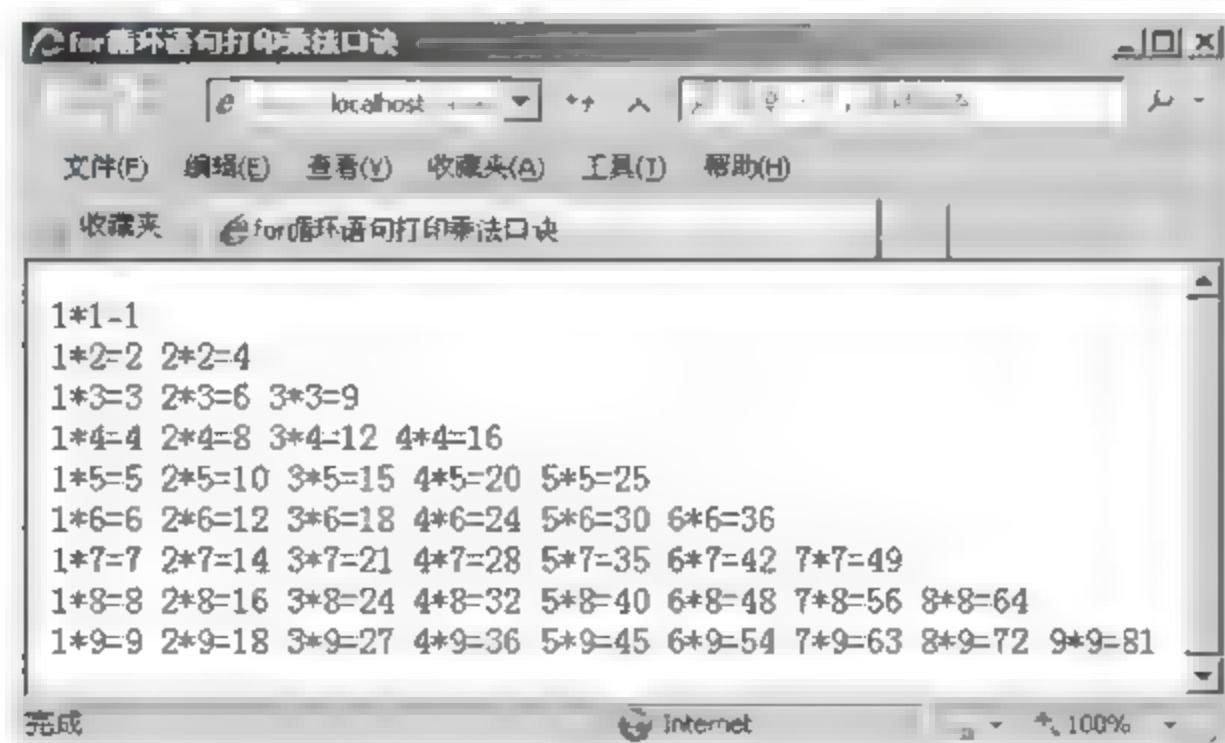 for循环语句打印乘法口诀
localhost
文件(F) 编辑(E) 查看(V) 收藏夹(A) 工具(T) 帮助(H)
收藏夹 for循环语句打印乘法口诀
1*1=1
1*2=2 2*2=4
1*3=3 2*3=6 3*3=9
1*4=4 2*4=8 3*4=12 4*4=16
1*5=5 2*5=10 3*5=15 4*5=20 5*5=25
1*6=6 2*6=12 3*6=18 4*6=24 5*6=30 6*6=36
1*7=7 2*7=14 3*7=21 4*7=28 5*7=35 6*7=42 7*7=49
1*8=8 2*8=16 3*8=24 4*8=32 5*8=40 6*8=48 7*8=56 8*8=64
1*9=9 2*9=18 3*9=27 4*9=36 5*9=45 6*9=54 7*9=63 8*9=72 9*9=81
完成 Internet 100%